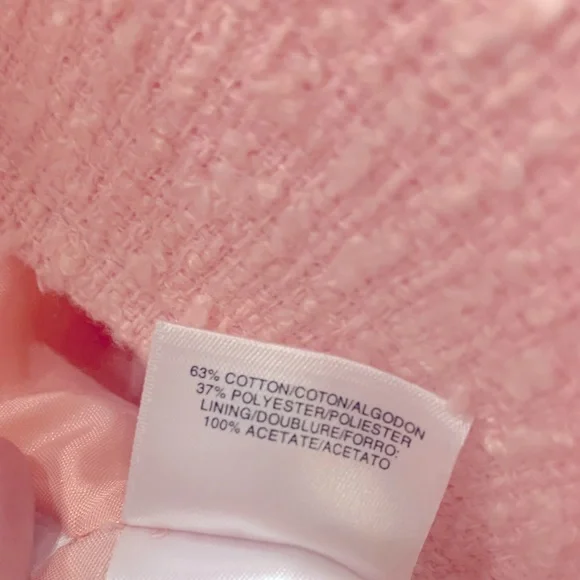 63% COTTON/COTON/ALGODON
37% POLYESTER/POLIESTER
LINING/DOUBLURE/FORRO:
100% ACETATE/ACETATO